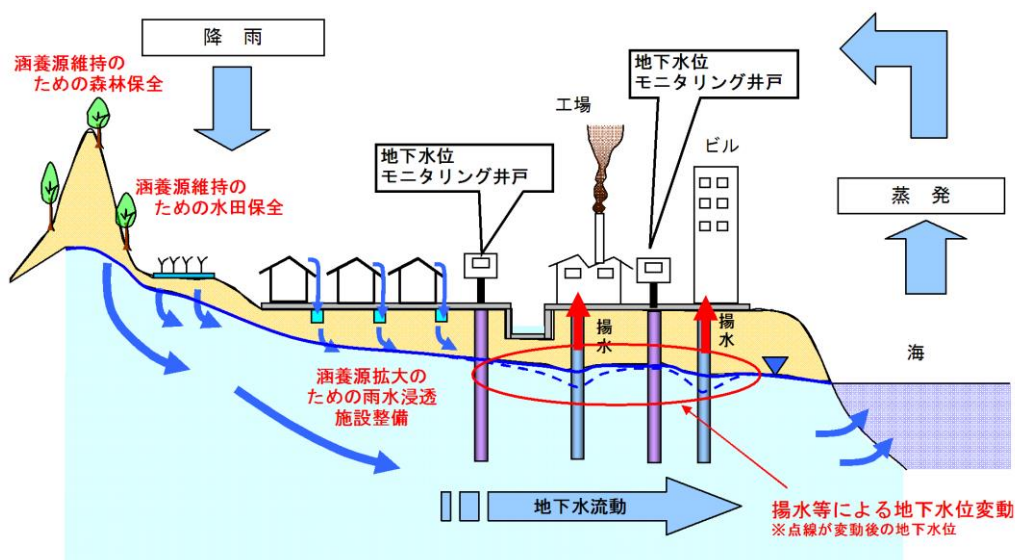 降 雨
涵養源維持の
ための森林保全
地下水位
モニタリング井戸
工場
ビル
地下水位
モニタリング井戸
涵養源維持の
ための水田保全
蒸 発
揚水
揚水
海
涵養源拡大の
ための雨水浸透
施設整備
地下水流動
揚水等による地下水位変動
※点線が変動後の地下水位